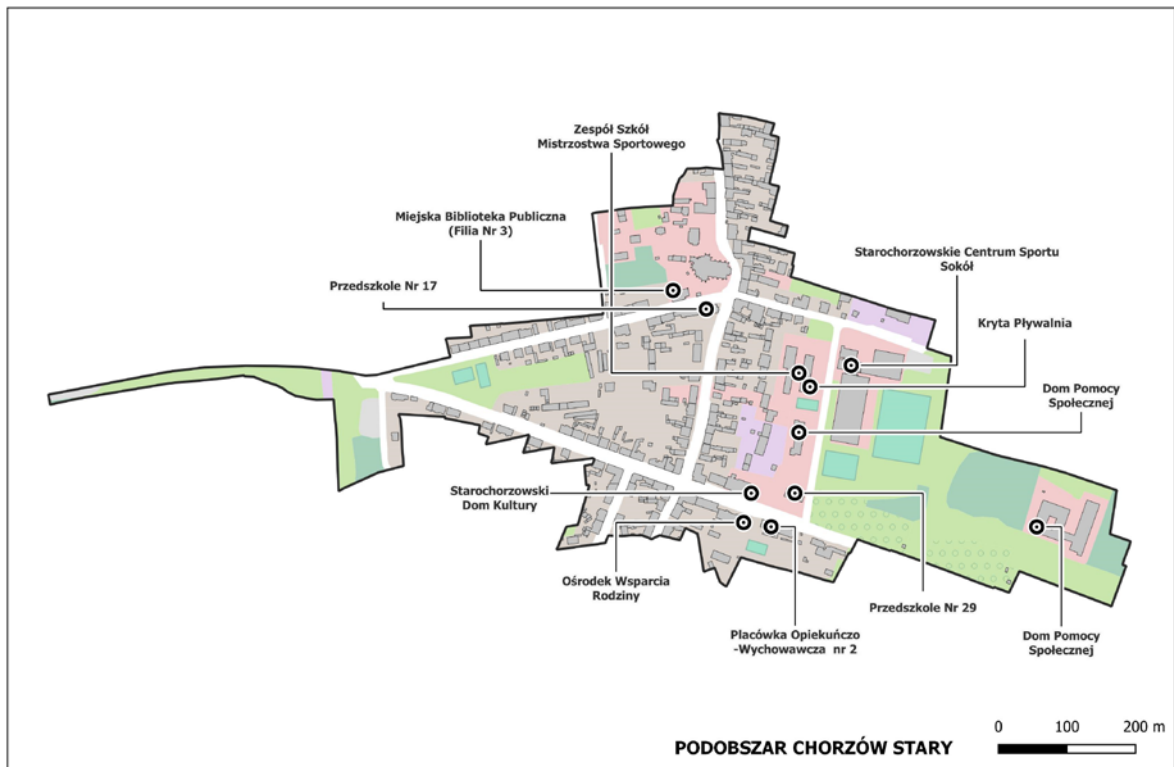 Zespół Szkół
Mistrzostwa Sportowego
Miejska Biblioteka Publiczna
(Filia Nr 3)
Starochorzowskie Centrum Sportu
Sokół
Przedszkole Nr 17
Kryta Pływalnia
Dom Pomocy
Społecznej
Starochorzowski
Dom Kultury
Ośrodek Wsparcia
Rodziny
Przedszkole Nr 29
Placówka Opiekuńczo
-Wychowawcza nr 2
Dom Pomocy
Społecznej
PODOBSZAR CHORZÓW STARY
0 100 200 m